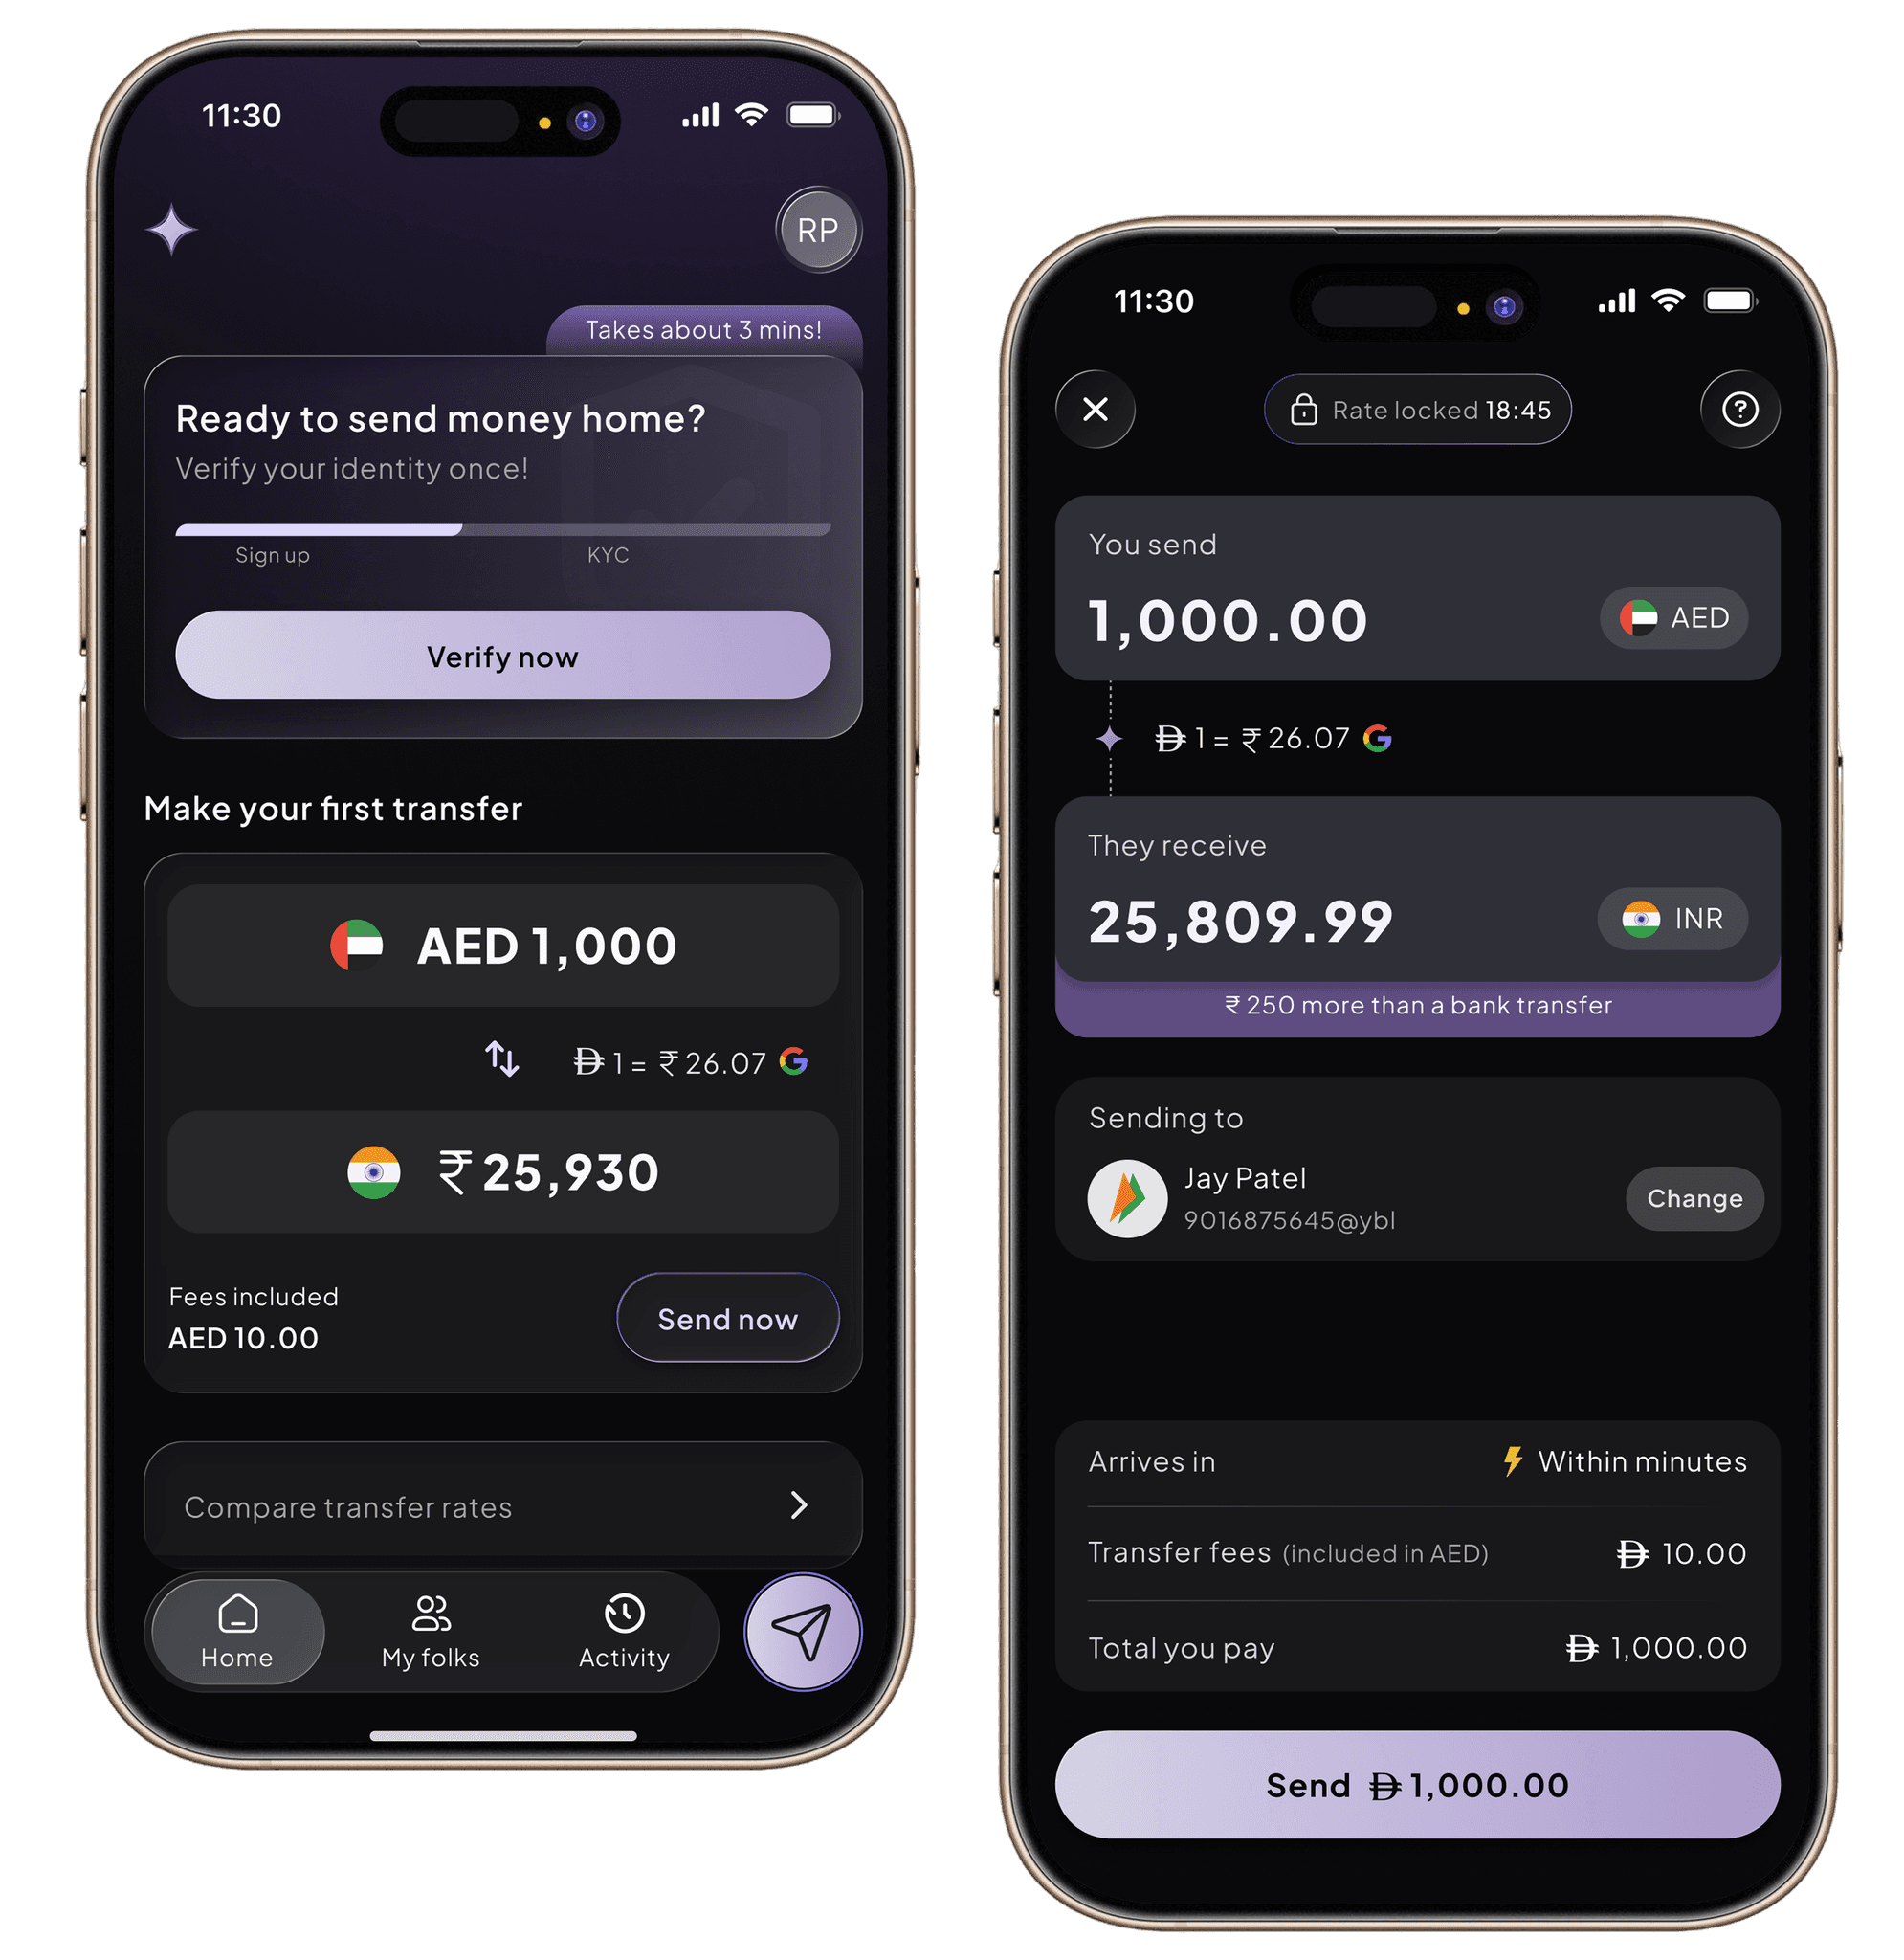 11:30
RP
Takes about 3 mins!
Ready to send money home?
Verify your identity once!
Sign up
KYC
Verify now
Make your first transfer
AED 1,000
1 = ₹ 26.07 G
₹ 25,930
Fees included
AED 10.00
Send now
Compare transfer rates
Home
My folks
Activity
11:30
Rate locked 18:45
?
You send
1,000.00
AED
1 = ₹ 26.07 G
They receive
25,809.99
INR
₹ 250 more than a bank transfer
Sending to
Jay Patel
9016875645@ybl
Change
Arrives in
Within minutes
Transfer fees (included in AED)
10.00
Total you pay
1,000.00
Send 1,000.00